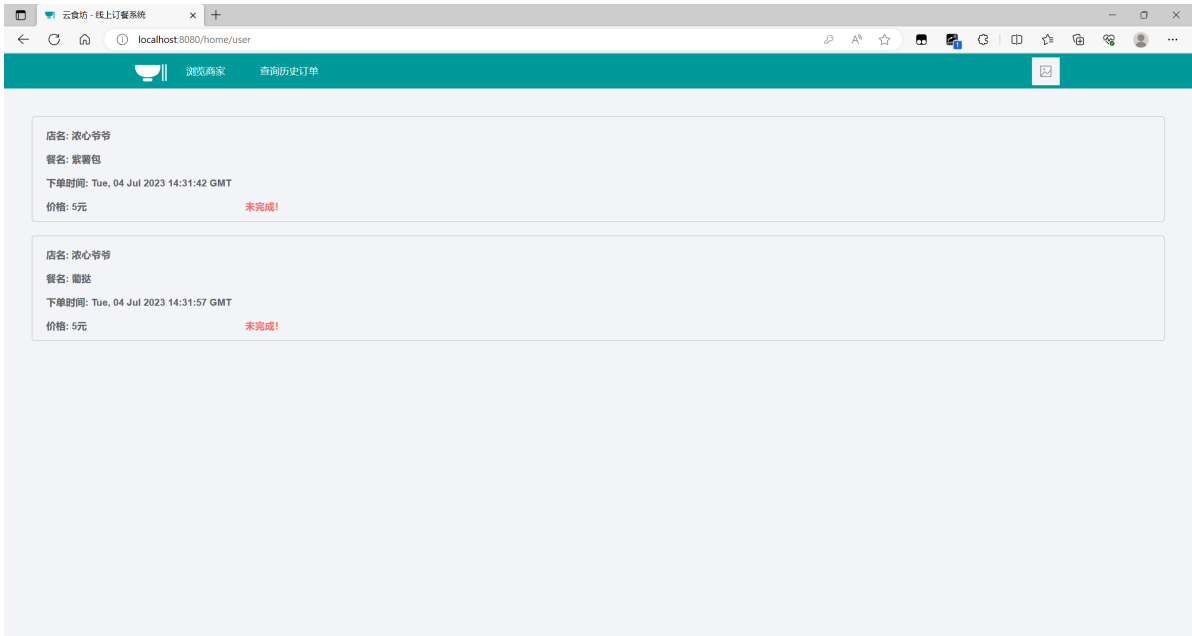 云食坊 - 线上订餐系统
localhost:8080/home/user
1
浏览商家 查询历史订单
店名: 浓心爷爷
餐名: 紫薯包
下单时间: Tue, 04 Jul 2023 14:31:42 GMT
价格: 5元 未完成!
店名: 浓心爷爷
餐名: 葡挞
下单时间: Tue, 04 Jul 2023 14:31:57 GMT
价格: 5元 未完成!